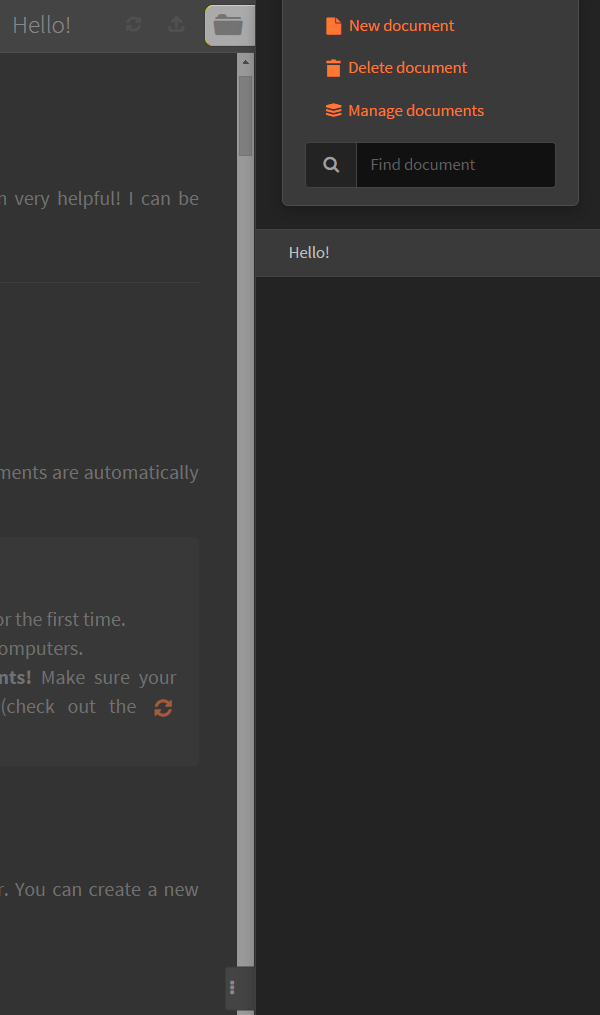 Hello!
very helpful! I can be
ments are automatically
or the first time.
omputers.
nts! Make sure your
(check out the
r. You can create a new
New document
Delete document
Manage documents
Find document
Hello!